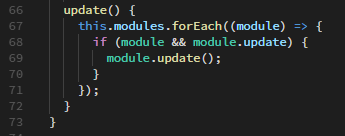 66 update() {
67 this.modules.forEach((module) => {
68 if (module && module.update) {
69 module.update();
70 }
71 });
72 }
73 }